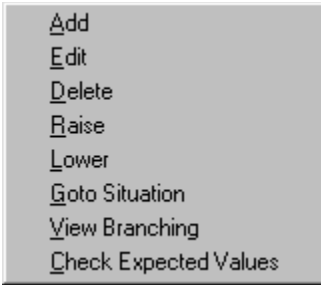 Add
Edit
Delete
Raise
Lower
Goto Situation
View Branching
Check Expected Values